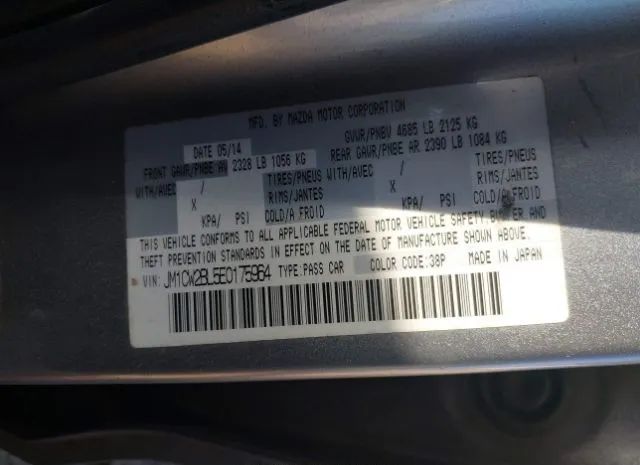 MFD. BY MAZDA MOTOR CORPORATION
DATE 05/14 GVWR/PNBV 4685 LB 2125 KG
FRONT GAWR/PNBE AV 2328 LB 1056 KG REAR GAWR/PNBE AR 2390 LB 1084 KG
WITH/AVEC / TIRES/PNEUS WITH/AVEC / TIRES/PNEUS
X RIMS/JANTES X RIMS/JANTES
KPA/ PSI COLD/A FROID KPA/ PSI COLD/A FROID
THIS VEHICLE CONFORMS TO ALL APPLICABLE FEDERAL MOTOR VEHICLE SAFETY, BUMPER AND
THEFT PREVENTION STANDARDS IN EFFECT ON THE DATE OF MANUFACTURE SHOWN ABOVE.
VIN: JM1CW2BL5E0175964 TYPE:PASS CAR COLOR CODE:38P MADE IN JAPAN